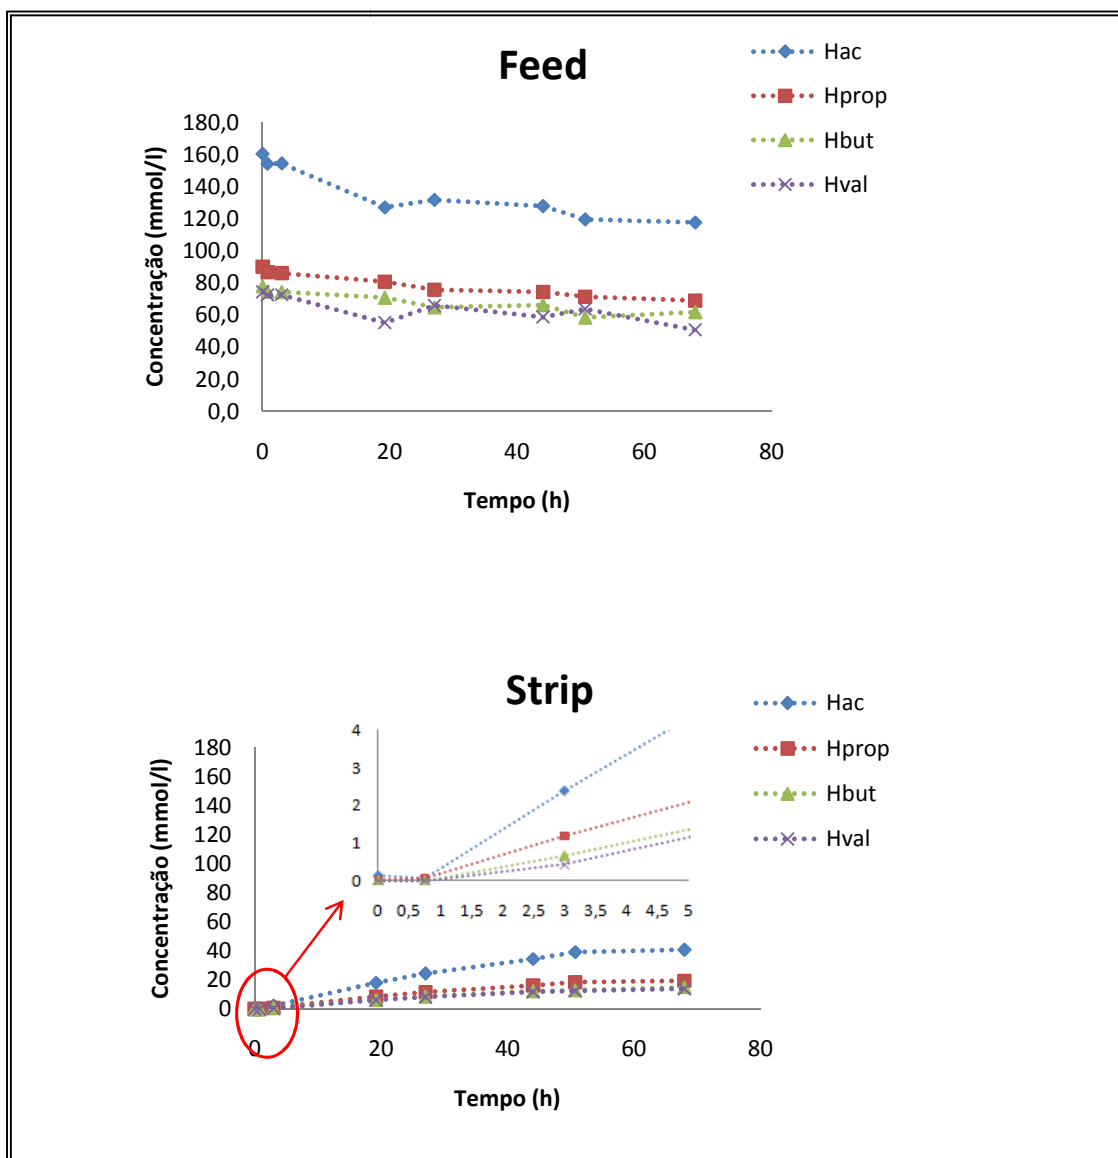 Feed
Hac
Hprop
Hbut
Hval
180,0
160,0
140,0
120,0
100,0
80,0
60,0
40,0
20,0
0,0
Concentração (mmol/l)
0 20 40 60 80
Tempo (h)
Strip
Hac
Hprop
Hbut
Hval
180
160
140
120
100
80
60
40
20
0
Concentração (mmol/l)
4
3
2
1
0
0 0,5 1 1,5 2 2,5 3 3,5 4 4,5 5
0 20 40 60 80
Tempo (h)